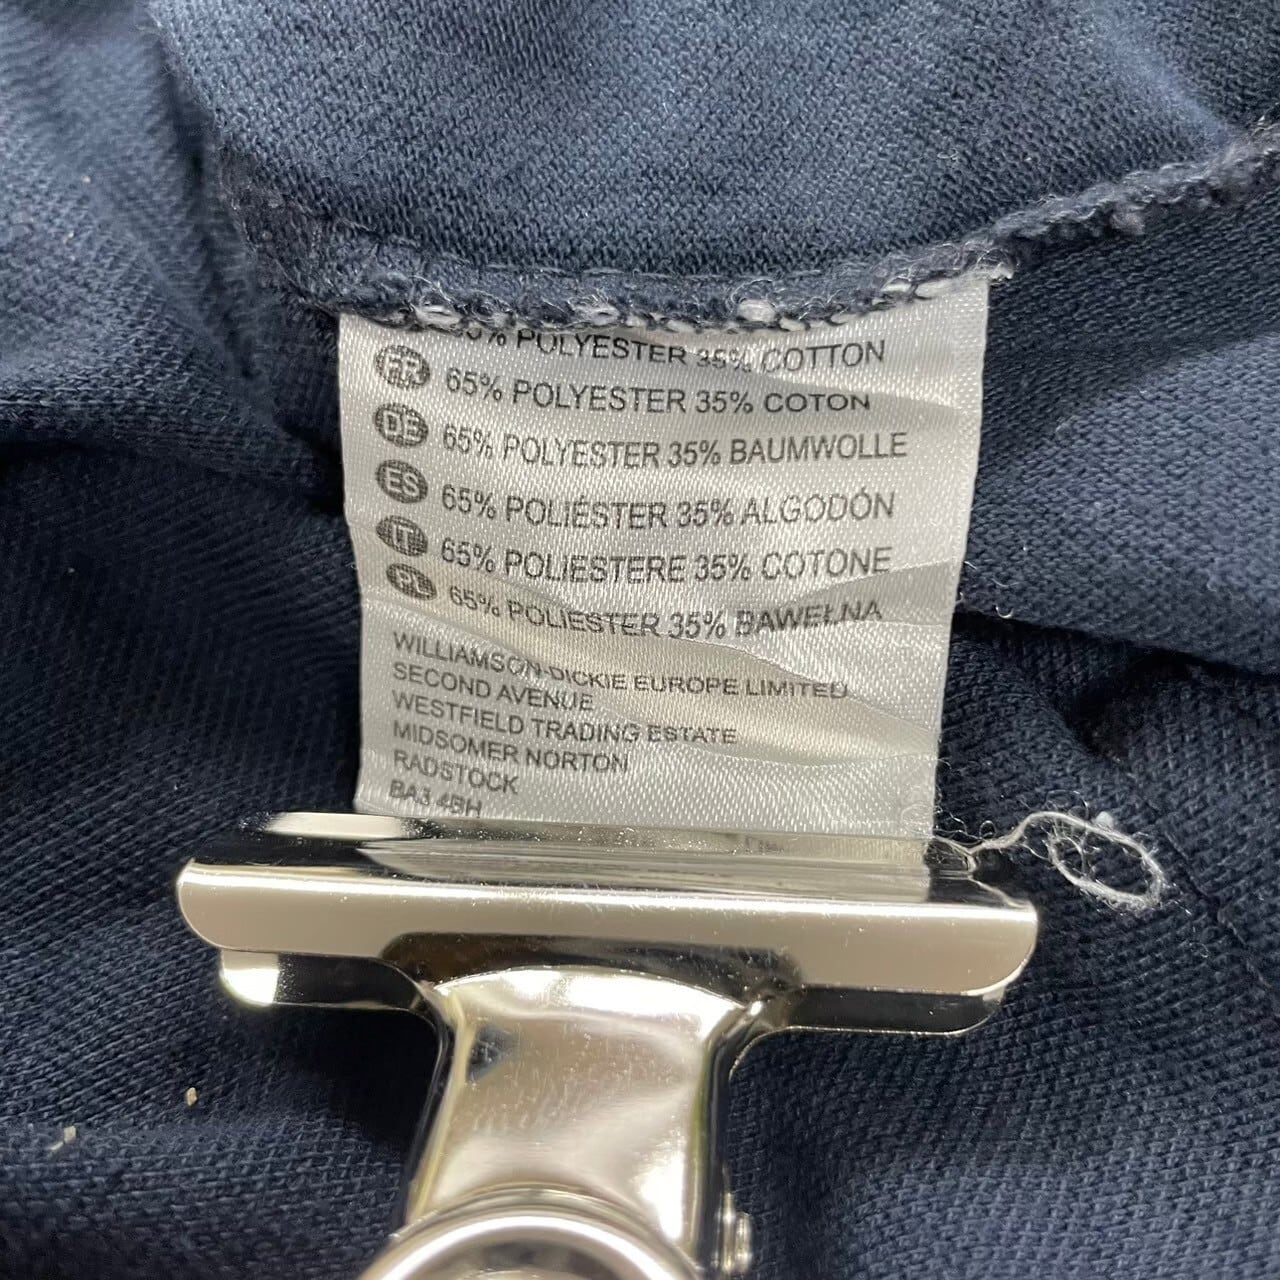 POLYESTER 35% COTTON
FR 65% POLYESTER 35% COTON
DE 65% POLYESTER 35% BAUMWOLLE
ES 65% POLIÉSTER 35% ALGODÓN
IT 65% POLIESTERE 35% COTONE
PL 65% POLIESTER 35% BAWEŁNA
WILLIAMSON-DICKIE EUROPE LIMITED
SECOND AVENUE
WESTFIELD TRADING ESTATE
MIDSOMER NORTON
RADSTOCK
BA3 4BH